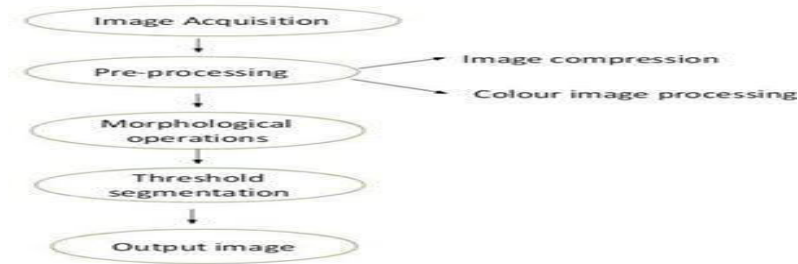 Image Acquisition
Pre-processing
Image compression
Colour image processing
Morphological
operations
Threshold
segmentation
Output image